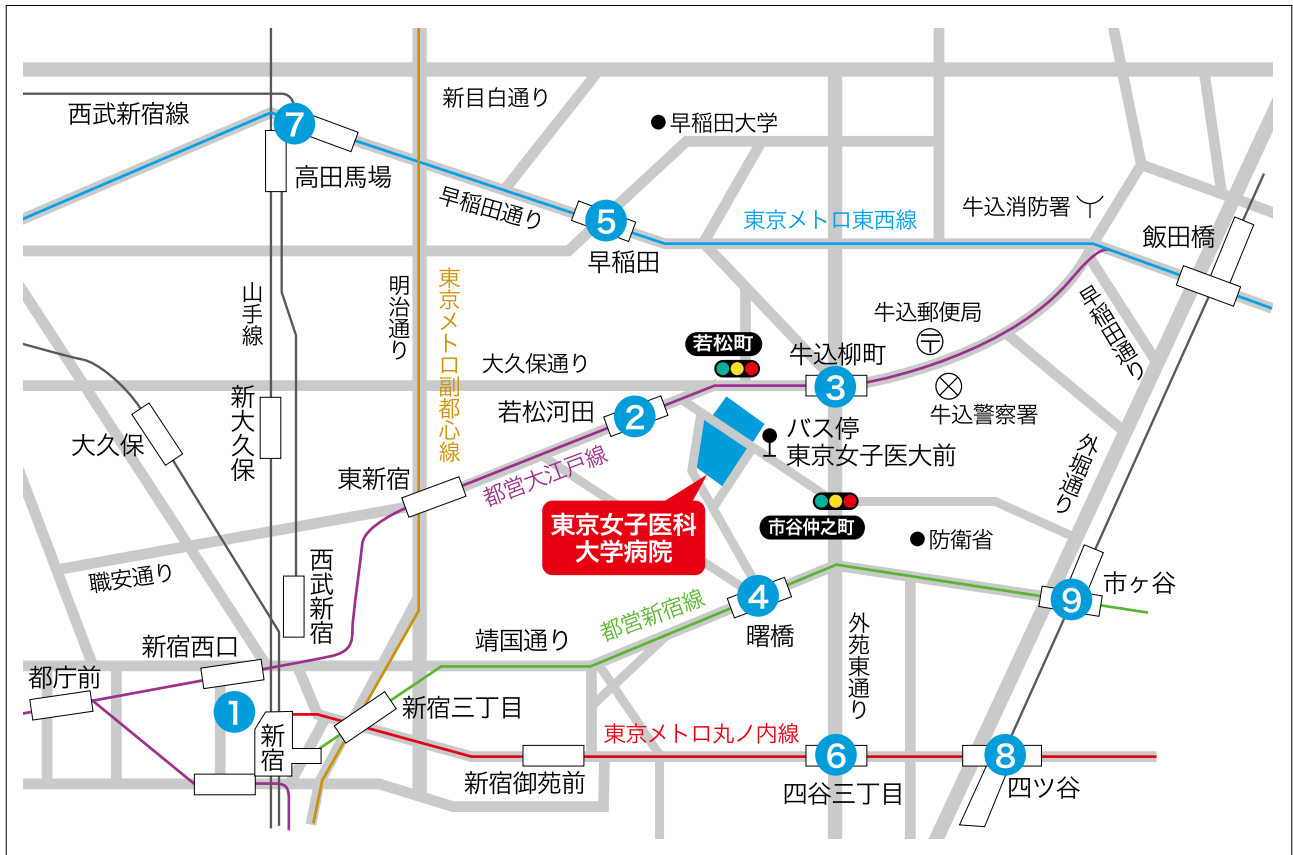 西武新宿線
7
高田馬場
新目白通り
早稲田大学
早稲田通り
5
早稲田
東京メトロ東西線
牛込消防署
飯田橋
山手線
明治通り
東京メトロ副都心線
大久保通り
若松町
牛込柳町
3
牛込郵便局
牛込警察署
早稲田通り
外堀通り
大久保
新大久保
若松河田
2
東新宿
都営大江戸線
バス停
東京女子医大前
東京女子医科
大学病院
市谷仲之町
防衛省
職安通り
西武新宿
4
曙橋
都営新宿線
靖国通り
外苑東通り
市ヶ谷
9
新宿西口
都庁前
1
新宿
新宿三丁目
新宿御苑前
東京メトロ丸ノ内線
6
四谷三丁目
8
四ツ谷